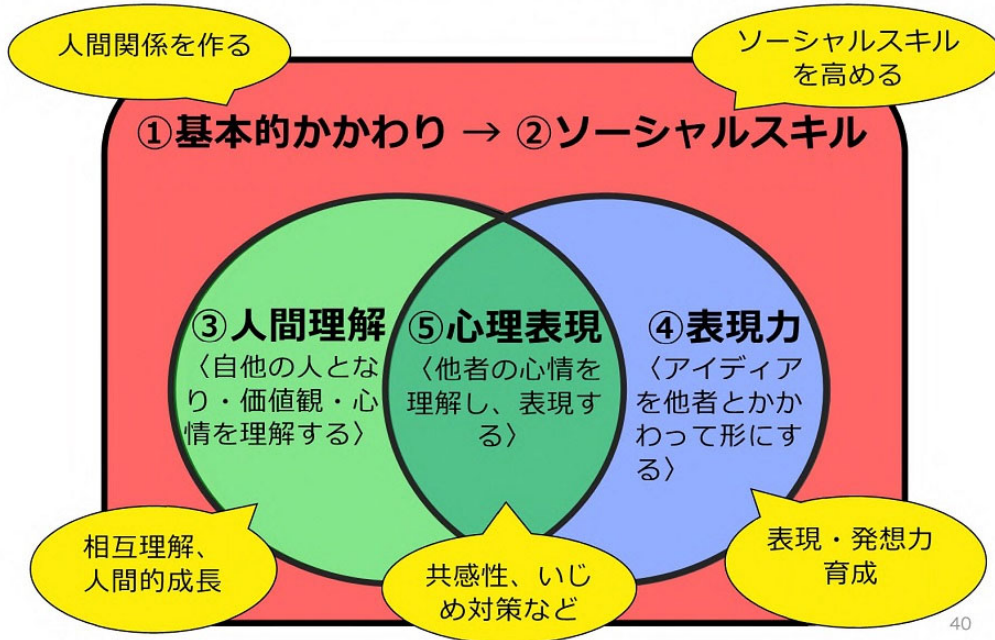 人間関係を作る
ソーシャルスキル
を高める
①基本的かかわり → ②ソーシャルスキル
③人間理解
〈自他の人とな
り・価値観・心
情を理解する〉
⑤心理表現
〈他者の心情を
理解し、表現す
る〉
④表現力
〈アイディア
を他者とかか
わって形にす
る〉
相互理解、
人間的成長
共感性、いじ
め対策など
表現・発想力
育成
40